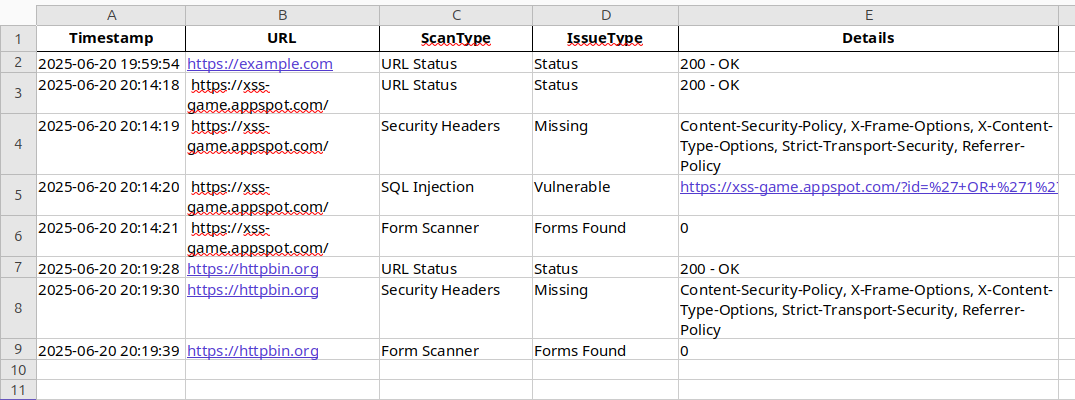 A B C D E
1 Timestamp URL ScanType IssueType Details
2 2025-06-20 19:59:54 https://example.com URL Status Status 200 - OK
3 2025-06-20 20:14:18 https://xss-
game.appspot.com/ URL Status Status 200 - OK
4 2025-06-20 20:14:19 https://xss-
game.appspot.com/ Security Headers Missing Content-Security-Policy, X-Frame-Options, X-Content-
Type-Options, Strict-Transport-Security, Referrer-
Policy
5 2025-06-20 20:14:20 https://xss-
game.appspot.com/ SQL Injection Vulnerable https://xss-game.appspot.com/?id=%27+OR+%271%27
6 2025-06-20 20:14:21 https://xss-
game.appspot.com/ Form Scanner Forms Found 0
7 2025-06-20 20:19:28 https://httpbin.org URL Status Status 200 - OK
8 2025-06-20 20:19:30 https://httpbin.org Security Headers Missing Content-Security-Policy, X-Frame-Options, X-Content-
Type-Options, Strict-Transport-Security, Referrer-
Policy
9 2025-06-20 20:19:39 https://httpbin.org Form Scanner Forms Found 0
10
11